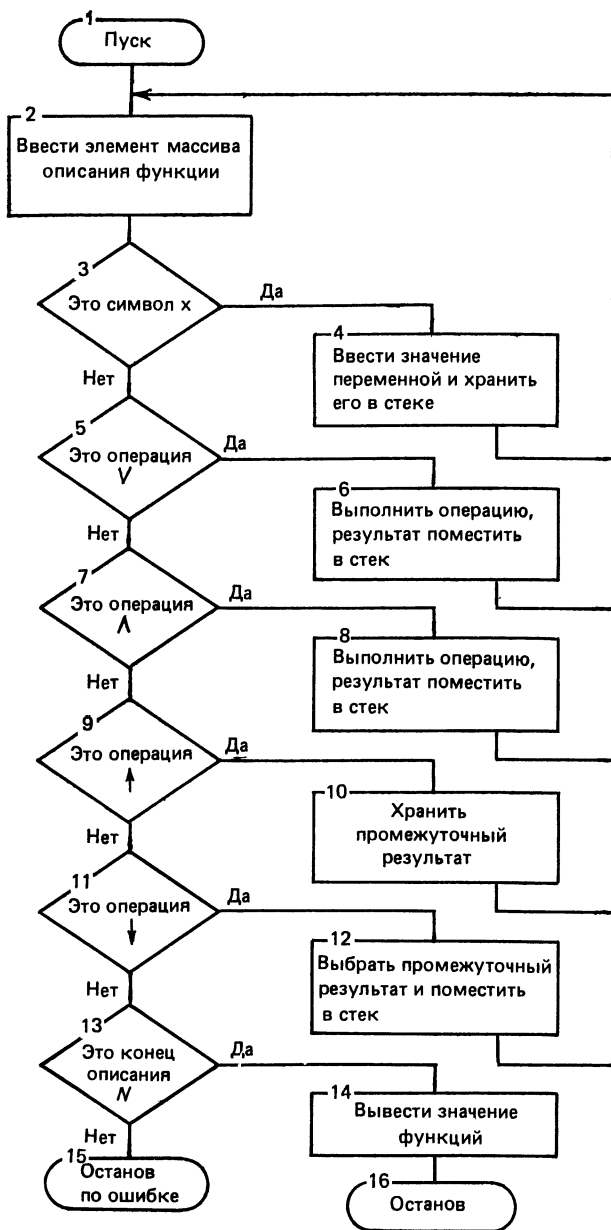 1
Пуск
2
Ввести элемент массива
описания функции
3
Это символ x
Да
Нет
4
Ввести значение
переменной и хранить
его в стеке
5
Это операция
V
Да
Нет
6
Выполнить операцию,
результат поместить
в стек
7
Это операция
Λ
Да
Нет
8
Выполнить операцию,
результат поместить
в стек
9
Это операция
↑
Да
Нет
10
Хранить
промежуточный
результат
11
Это операция
↓
Да
Нет
12
Выбрать промежуточный
результат и поместить
в стек
13
Это конец
описания
N
Да
Нет
14
Вывести значение
функций
15
Останов
по ошибке
16
Останов